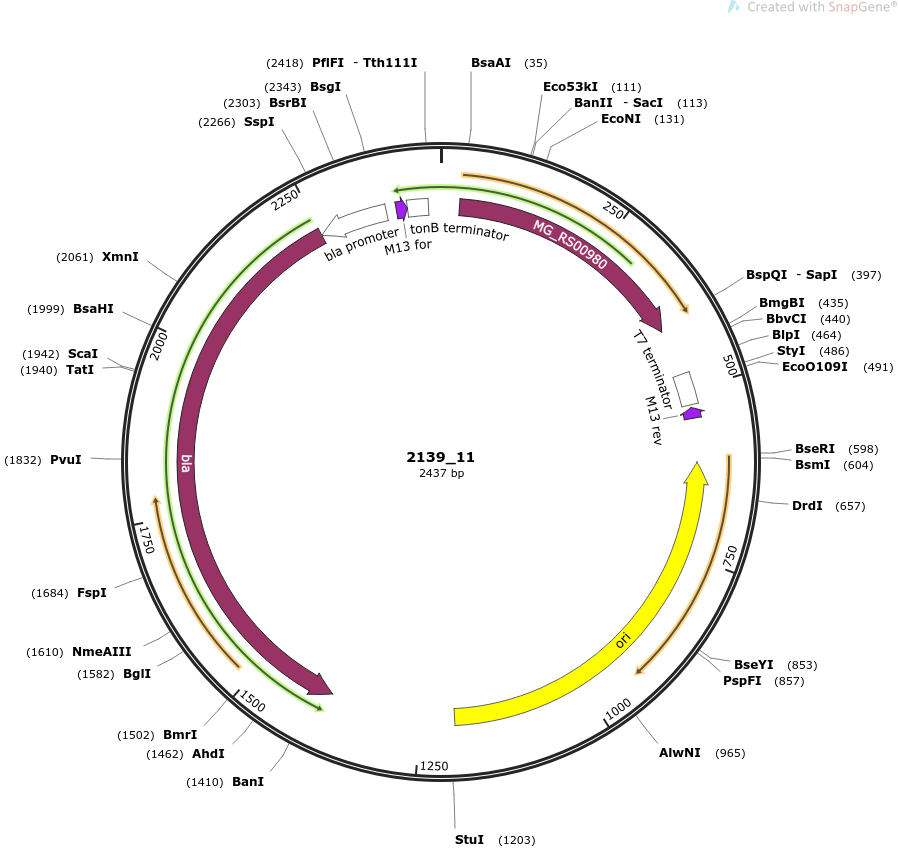 Created with SnapGene®
(2418) PflFI - Tth111I
BsaAI (35)
(2343) BsgI
Eco53kI (111)
(2303) BsrBI
BanII - SacI (113)
(2266) SspI
EcoNI (131)
2250
250
MG_RS00980
bla promoter
M13 for
tonB terminator
(2061) XmnI
BspQI - SapI (397)
(1999) BsaHI
BmgBI (435)
BbvCI (440)
BlpI (464)
2000
(1942) ScaI
StyI (486)
(1940) TatI
EcoO109I (491)
500
T7 terminator
M13 rev
(1832) PvuI
bla
2139_11
2437 bp
BseRI (598)
BsmI (604)
DrdI (657)
1750
750
(1684) FspI
ori
(1610) NmeAIII
BseYI (853)
(1582) BglI
PspFI (857)
1500
1000
(1502) BmrI
(1462) AhdI
AlwNI (965)
1250
(1410) BanI
StuI (1203)